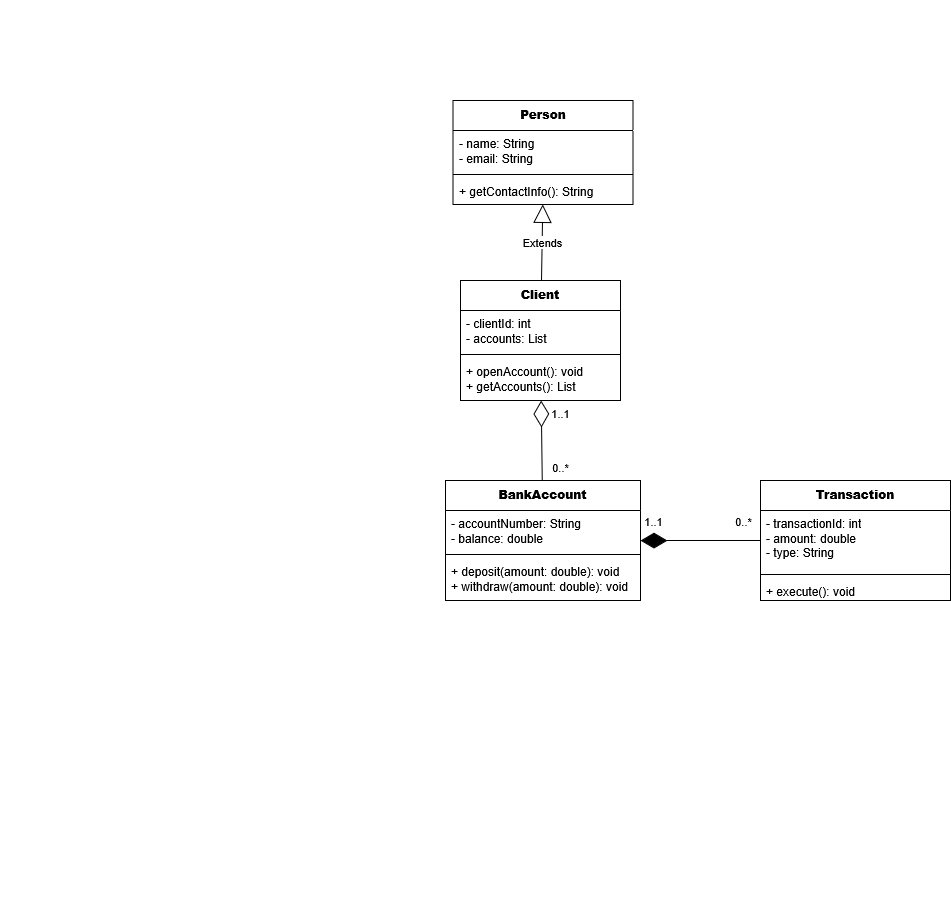 Person
- name: String
- email: String
+ getContactInfo(): String
Extends
Client
- clientId: int
- accounts: List
+ openAccount(): void
+ getAccounts(): List
1..1
0..*
BankAccount
- accountNumber: String
- balance: double
+ deposit(amount: double): void
+ withdraw(amount: double): void
1..1
0..*
Transaction
- transactionId: int
- amount: double
- type: String
+ execute(): void